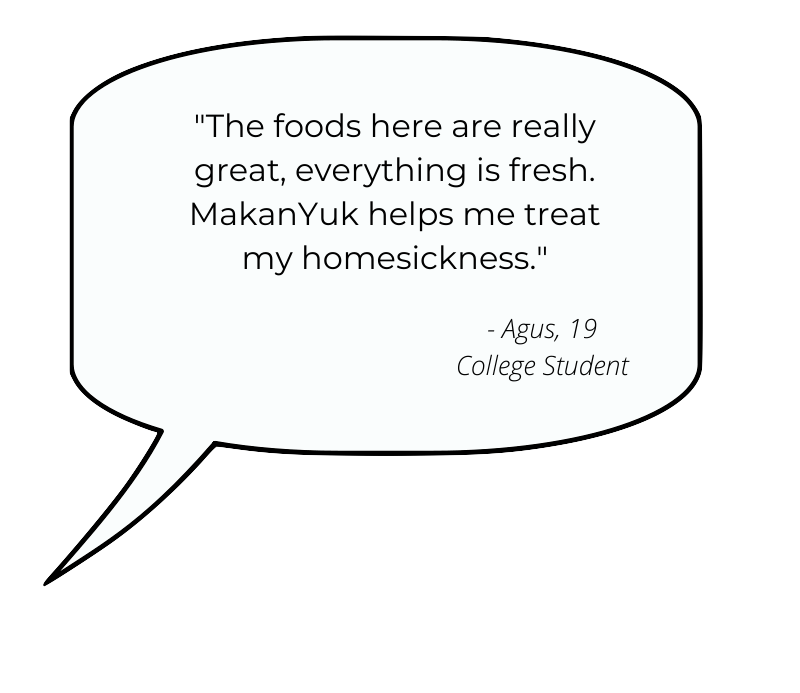 "The foods here are really
great, everything is fresh.
MakanYuk helps me treat
my homesickness."
- Agus, 19
College Student